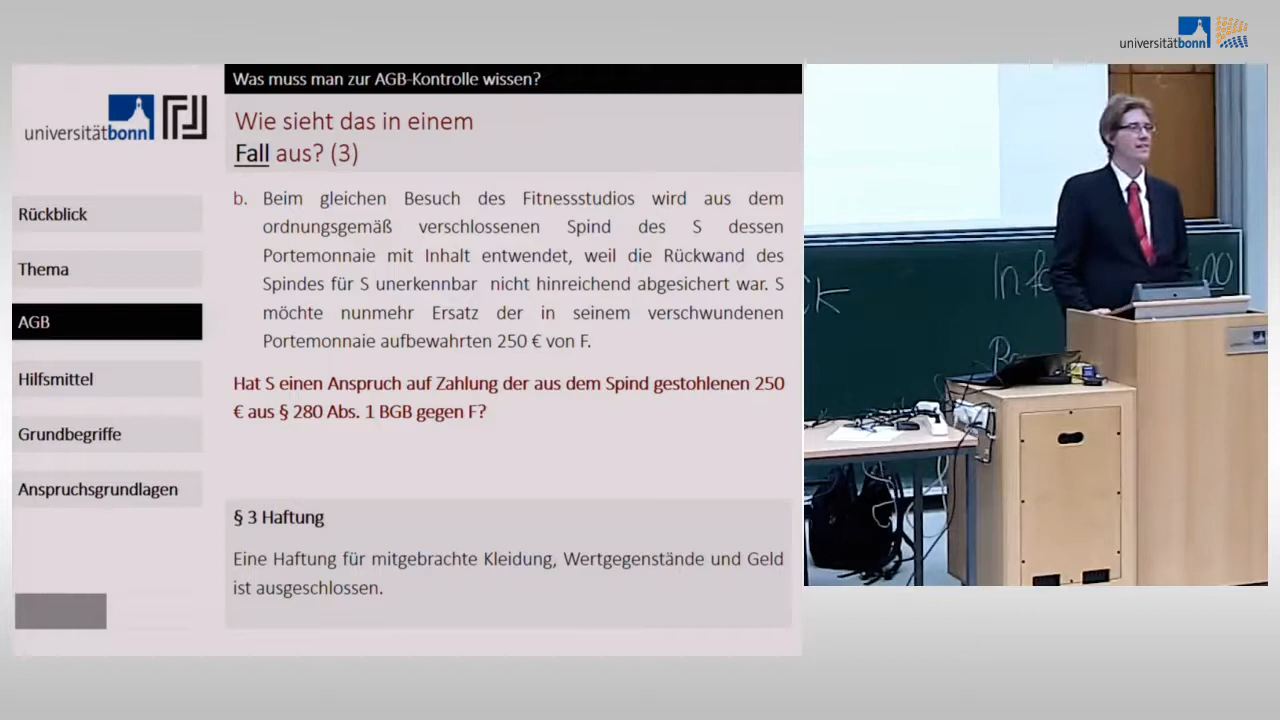 universitätbonn
Was muss man zur AGB-Kontrolle wissen?
universitätbonn
Wie sieht das in einem
Fall aus? (3)
Rückblick
Thema
AGB
Hilfsmittel
Grundbegriffe
Anspruchsgrundlagen
b. Beim gleichen Besuch des Fitnessstudios wird aus dem
ordnungsgemäß verschlossenen Spind des S dessen
Portemonnaie mit Inhalt entwendet, weil die Rückwand des
Spindes für S unerkennbar nicht hinreichend abgesichert war. S
möchte nunmehr Ersatz der in seinem verschwundenen
Portemonnaie aufbewahrten 250 € von F.
Hat S einen Anspruch auf Zahlung der aus dem Spind gestohlenen 250
€ aus § 280 Abs. 1 BGB gegen F?
§ 3 Haftung
Eine Haftung für mitgebrachte Kleidung, Wertgegenstände und Geld
ist ausgeschlossen.